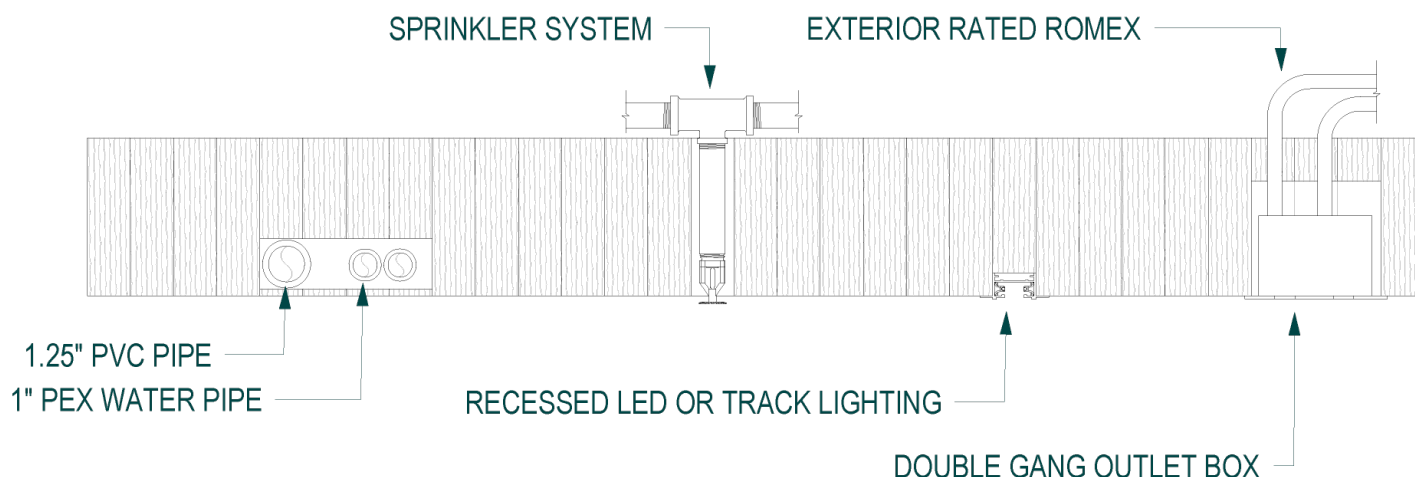 SPRINKLER SYSTEM
EXTERIOR RATED ROMEX
1.25" PVC PIPE
1" PEX WATER PIPE
RECESSED LED OR TRACK LIGHTING
DOUBLE GANG OUTLET BOX